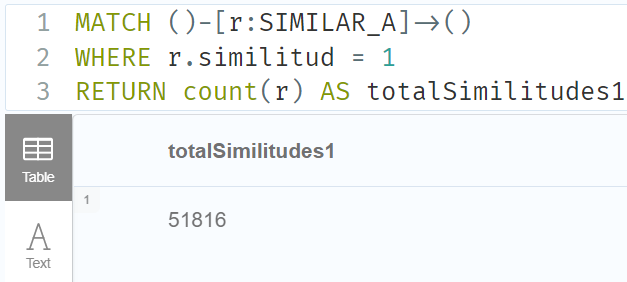 1 MATCH ()-[r:SIMILAR_A]->()
2 WHERE r.similitud = 1
3 RETURN count(r) AS totalSimilitudes1
Table
totalSimilitudes1
1
51816
A
Text